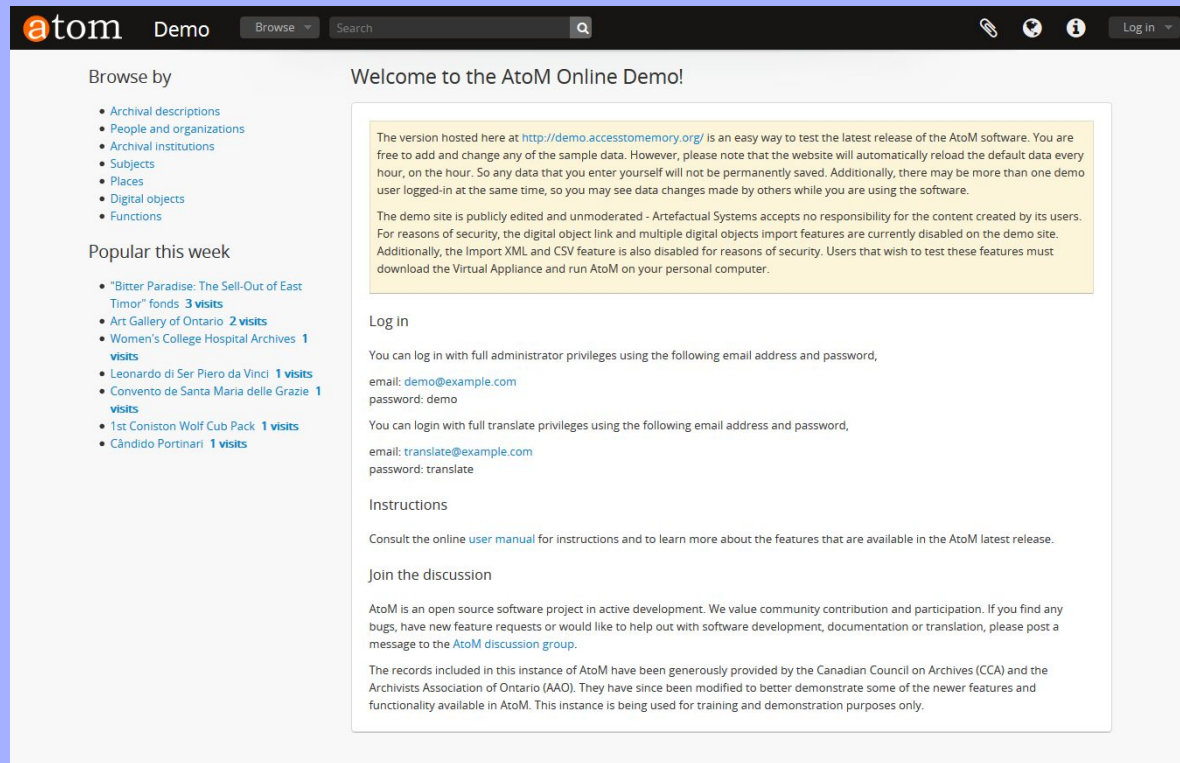 atom Demo Browse Search Log in
Browse by
Archival descriptions
People and organizations
Archival institutions
Subjects
Places
Digital objects
Functions
Popular this week
"Bitter Paradise: The Sell-Out of East
Timor" fonds 3 visits
Art Gallery of Ontario 2 visits
Women's College Hospital Archives 1
visits
Leonardo di Ser Piero da Vinci 1 visits
Convento de Santa Maria delle Grazie 1
visits
1st Coniston Wolf Cub Pack 1 visits
Cândido Portinari 1 visits
Welcome to the AtoM Online Demo!
The version hosted here at http://demo.accesstomemory.org/ is an easy way to test the latest release of the AtoM software. You are
free to add and change any of the sample data. However, please note that the website will automatically reload the default data every
hour, on the hour. So any data that you enter yourself will not be permanently saved. Additionally, there may be more than one demo
user logged-in at the same time, so you may see data changes made by others while you are using the software.
The demo site is publicly edited and unmoderated - Artefactual Systems accepts no responsibility for the content created by its users.
For reasons of security, the digital object link and multiple digital objects import features are currently disabled on the demo site.
Additionally, the Import XML and CSV feature is also disabled for reasons of security. Users that wish to test these features must
download the Virtual Appliance and run AtoM on your personal computer.
Log in
You can log in with full administrator privileges using the following email address and password,
email: demo@example.com
password: demo
You can login with full translate privileges using the following email address and password,
email: translate@example.com
password: translate
Instructions
Consult the online user manual for instructions and to learn more about the features that are available in the AtoM latest release.
Join the discussion
AtoM is an open source software project in active development. We value community contribution and participation. If you find any
bugs, have new feature requests or would like to help out with software development, documentation or translation, please post a
message to the AtoM discussion group.
The records included in this instance of AtoM have been generously provided by the Canadian Council on Archives (CCA) and the
Archivists Association of Ontario (AAO). They have since been modified to better demonstrate some of the newer features and
functionality available in AtoM. This instance is being used for training and demonstration purposes only.